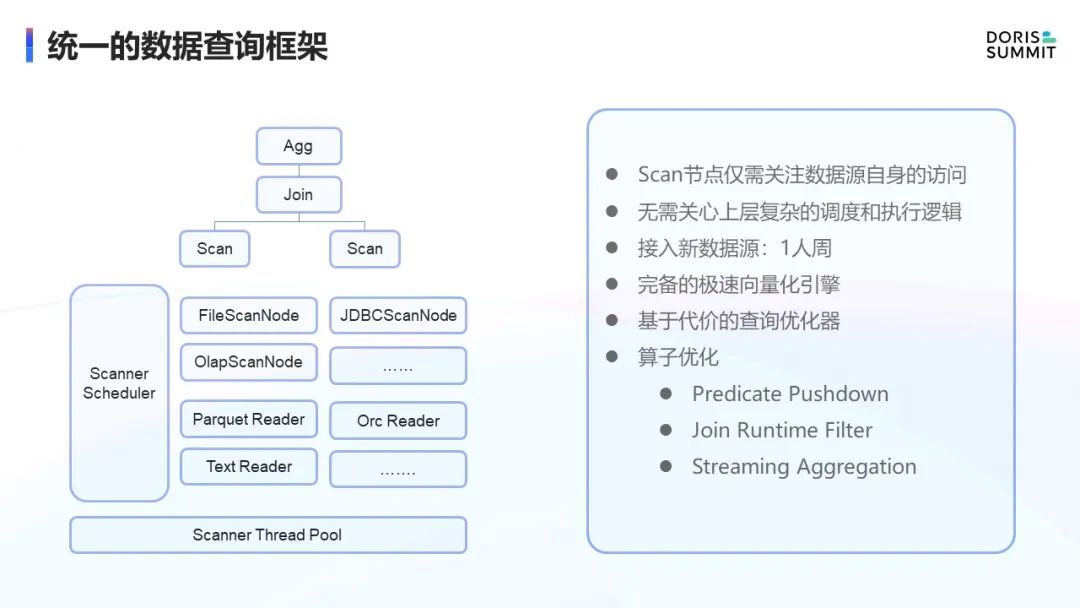 统一的数据查询框架
DORIS
SUMMIT
Agg
Join
Scan
Scan
Scanner
Scheduler
FileScanNode
JDBCScanNode
OlapScanNode
……
Parquet Reader
Orc Reader
Text Reader
…….
Scanner Thread Pool
Scan节点仅需关注数据源自身的访问
无需关心上层复杂的调度和执行逻辑
接入新数据源：1人周
完备的极速向量化引擎
基于代价的查询优化器
算子优化
Predicate Pushdown
Join Runtime Filter
Streaming Aggregation